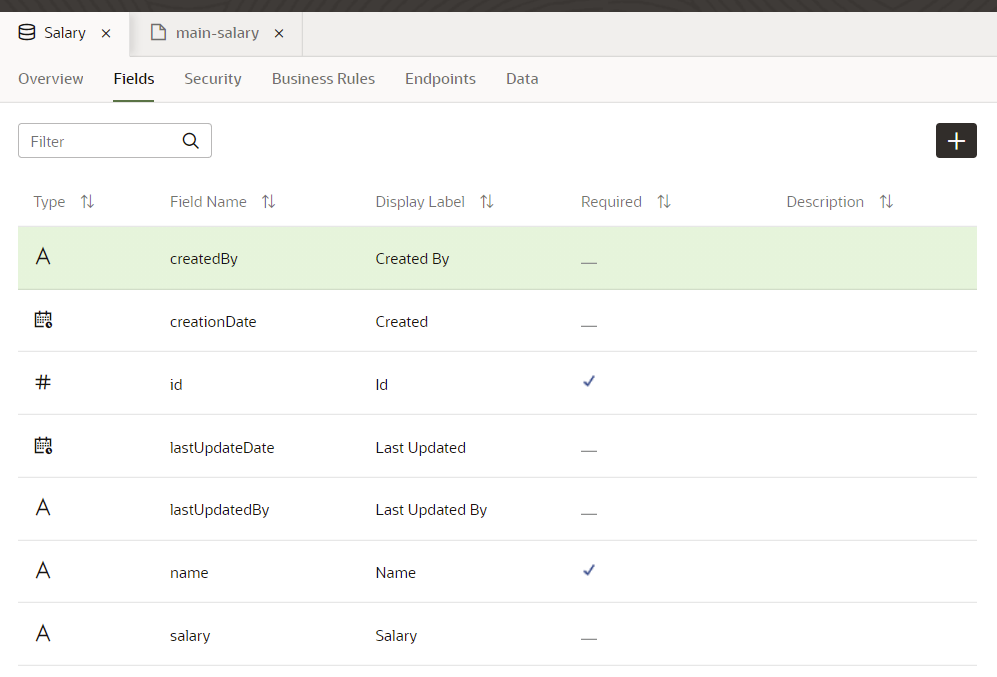 Salary main-salary
Overview Fields Security Business Rules Endpoints Data
Filter
Type Field Name Display Label Required Description
A createdBy Created By
creationDate Created
# id Id
lastUpdateDate Last Updated
A lastUpdatedBy Last Updated By
A name Name
A salary Salary